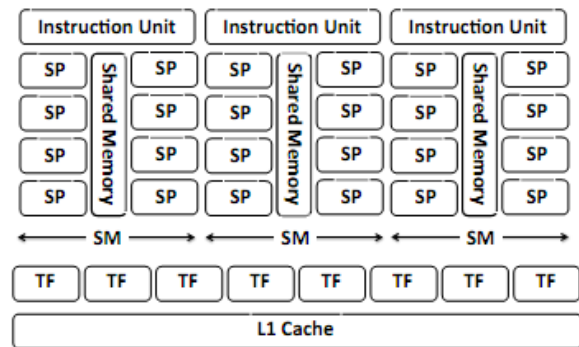 Instruction Unit Instruction Unit Instruction Unit
SP Shared Memory SP SP Shared Memory SP SP Shared Memory SP
SP SP SP SP SP SP
SP SP SP SP SP SP
SP SP SP SP SP SP
SM SM SM
TF TF TF TF TF TF TF TF
L1 Cache